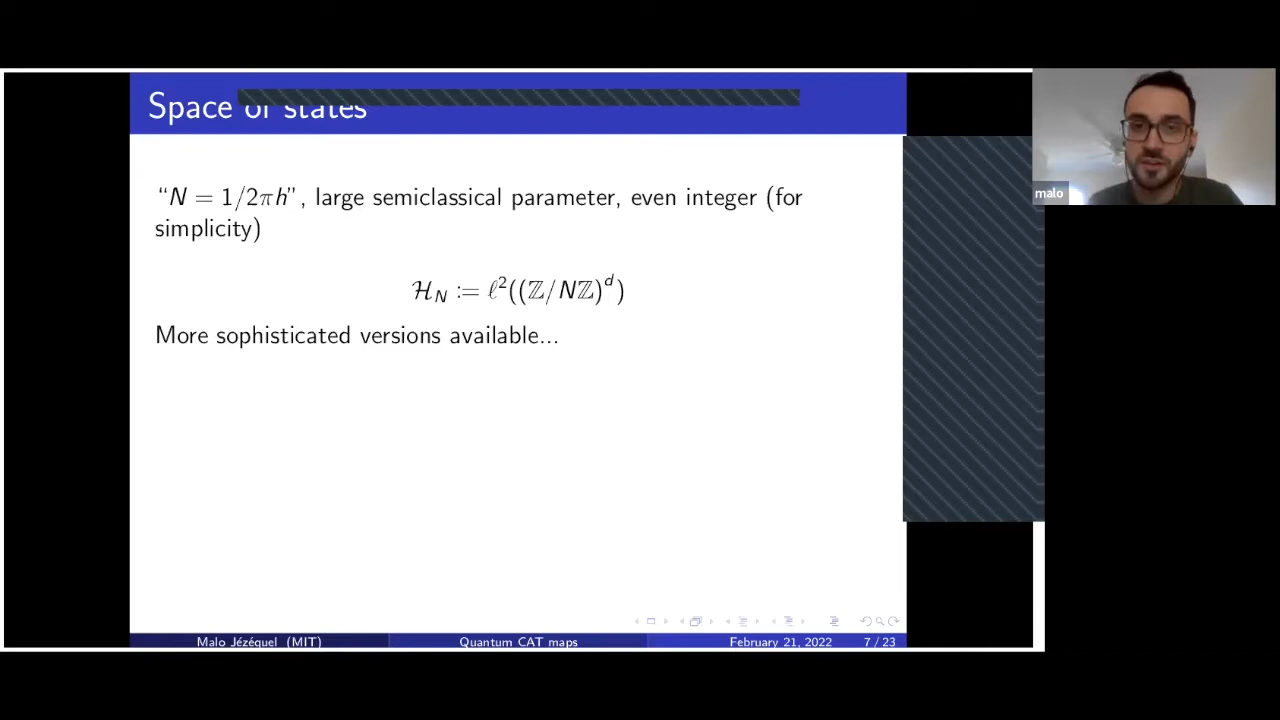 Space of states
“N = 1/2πh”, large semiclassical parameter, even integer (for
simplicity)
ℋ_N := ℓ²((ℤ/Nℤ)^d)
More sophisticated versions available...
malo
Malo Jézéquel (MIT)
Quantum CAT maps
February 21, 2022
7 / 23